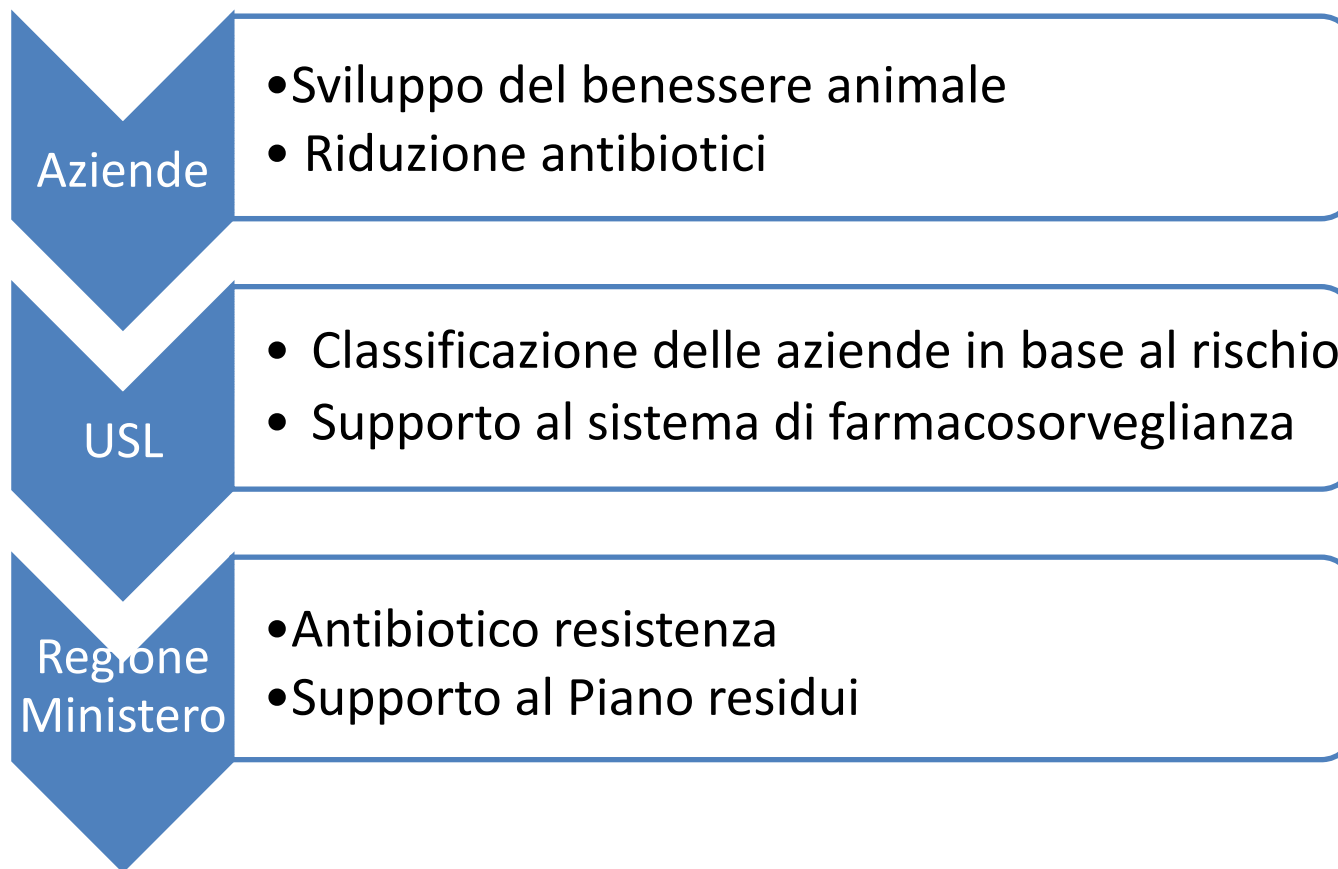 Aziende
•Sviluppo del benessere animale
• Riduzione antibiotici
USL
• Classificazione delle aziende in base al rischio
• Supporto al sistema di farmacosorveglianza
Regione
Ministero
•Antibiotico resistenza
•Supporto al Piano residui